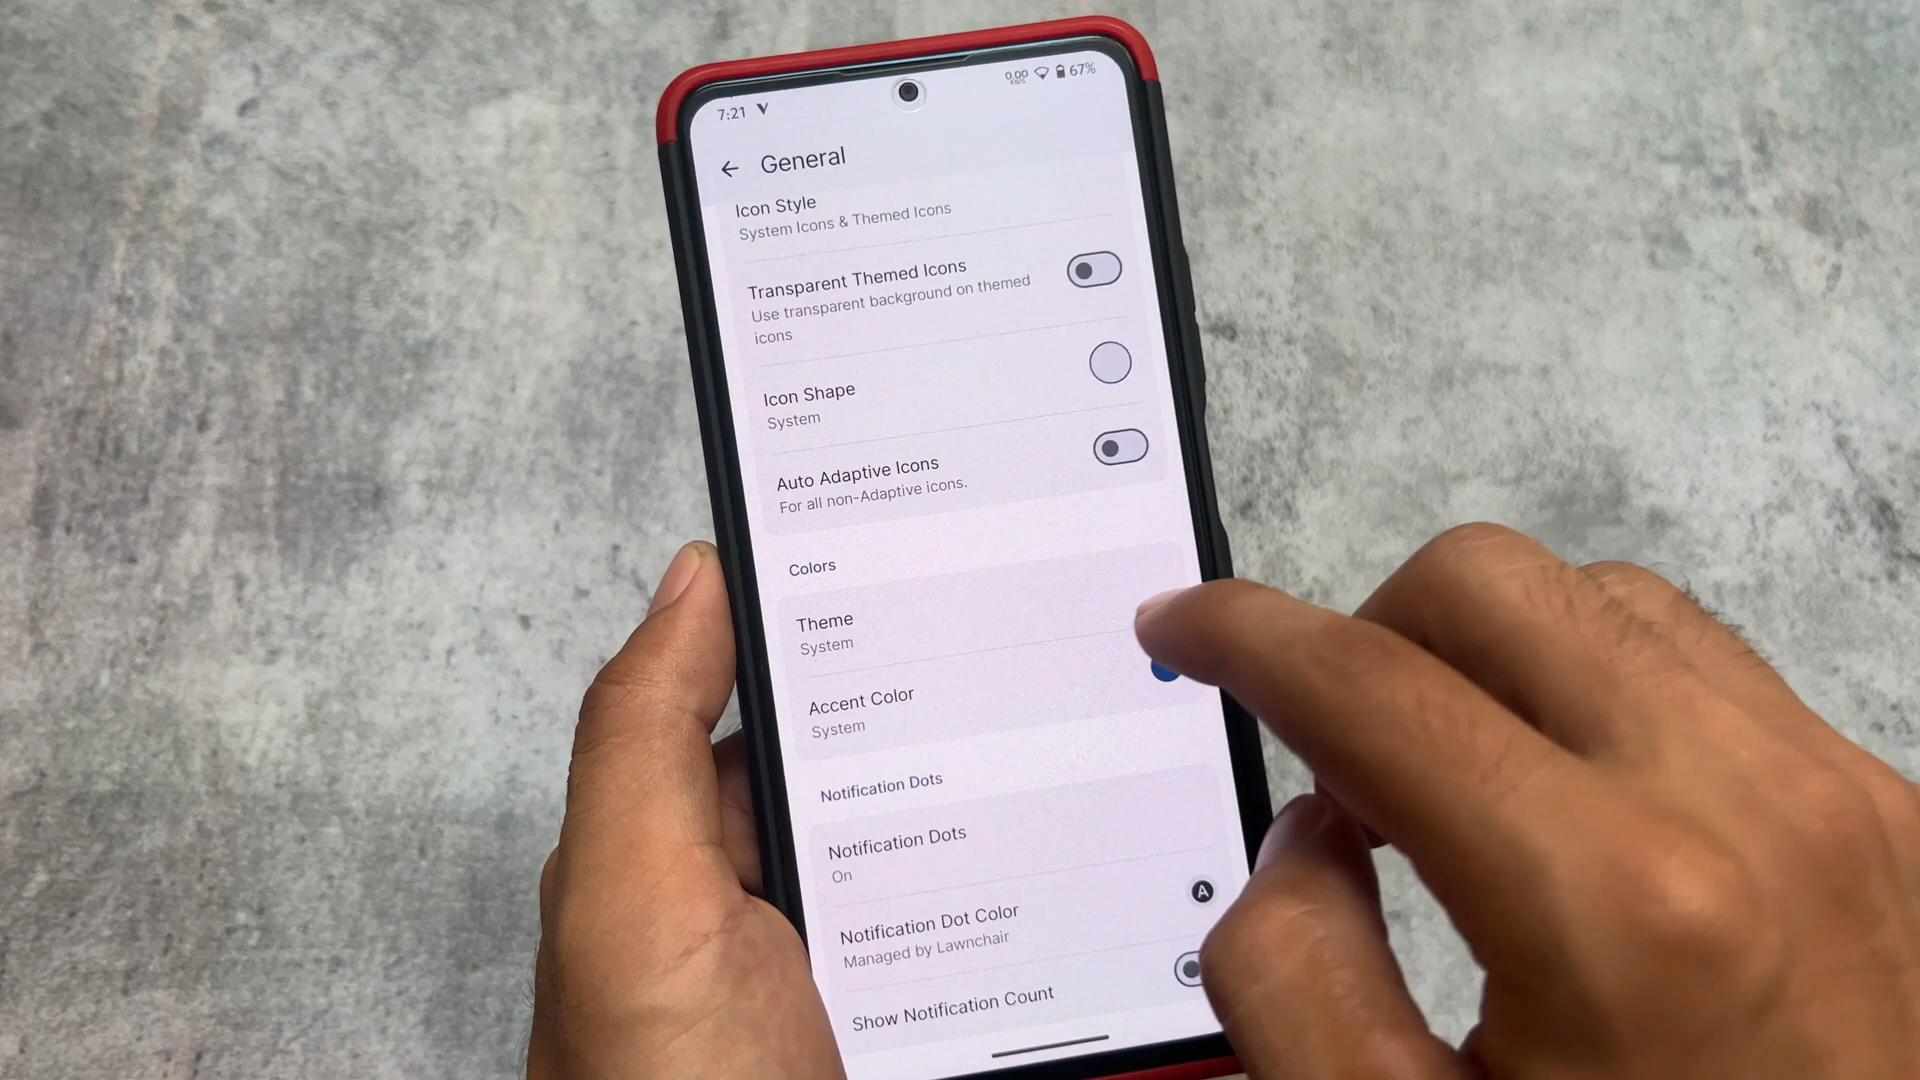 7:21
0.00
KB/S
67%
General
Icon Style
System Icons & Themed Icons
Transparent Themed Icons
Use transparent background on themed
icons
Icon Shape
System
Auto Adaptive Icons
For all non-Adaptive icons.
Colors
Theme
System
Accent Color
System
Notification Dots
Notification Dots
On
Notification Dot Color
Managed by Lawnchair
A
Show Notification Count